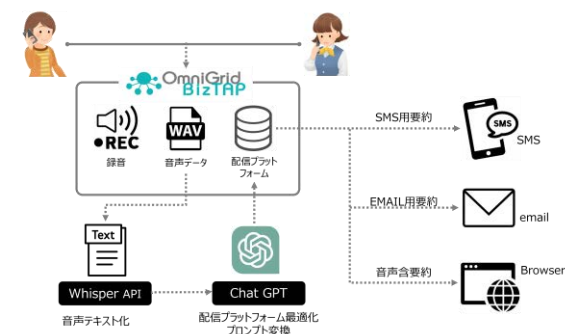 OmniGrid
BizTAP
REC
録音
WAV
音声データ
配信プラット
フォーム
SMS用要約
SMS
SMS
EMAIL用要約
email
音声含要約
Browser
Text
Whisper API
音声テキスト化
Chat GPT
配信プラットフォーム最適化
プロンプト変換